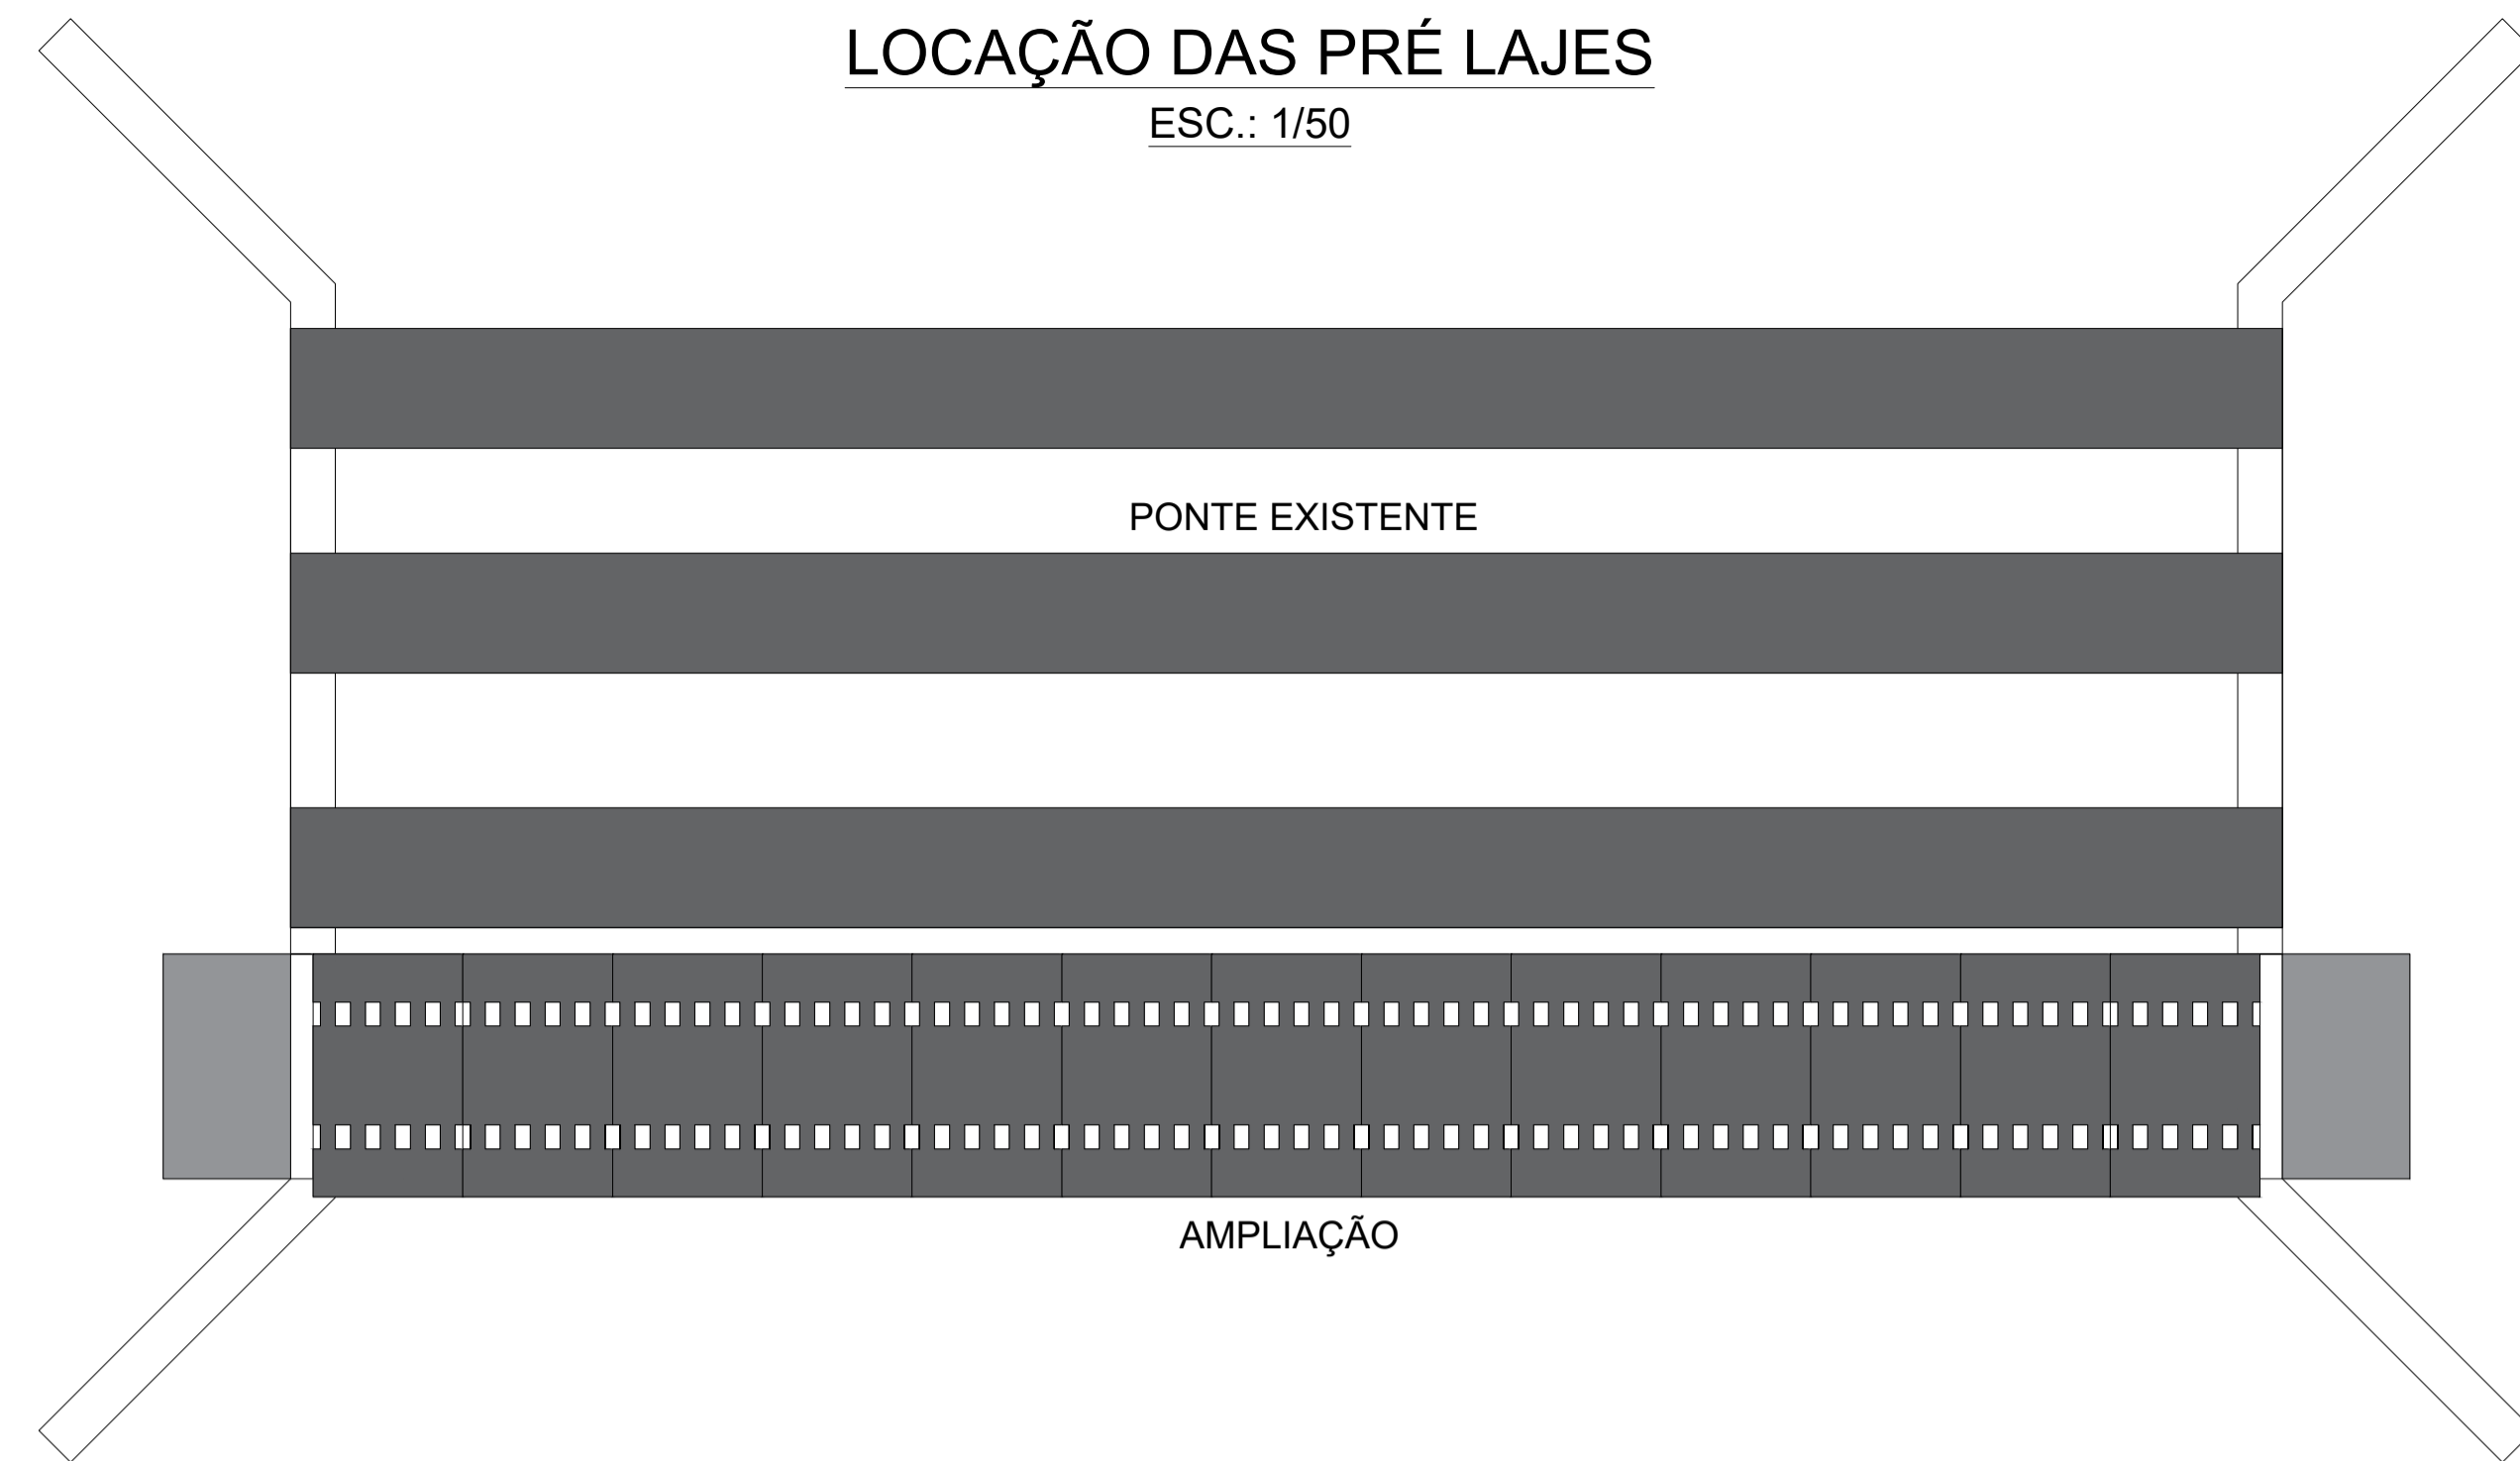 LOCAÇÃO DAS PRÉ LAJES
ESC.: 1/50
PONTE EXISTENTE
AMPLIAÇÃO